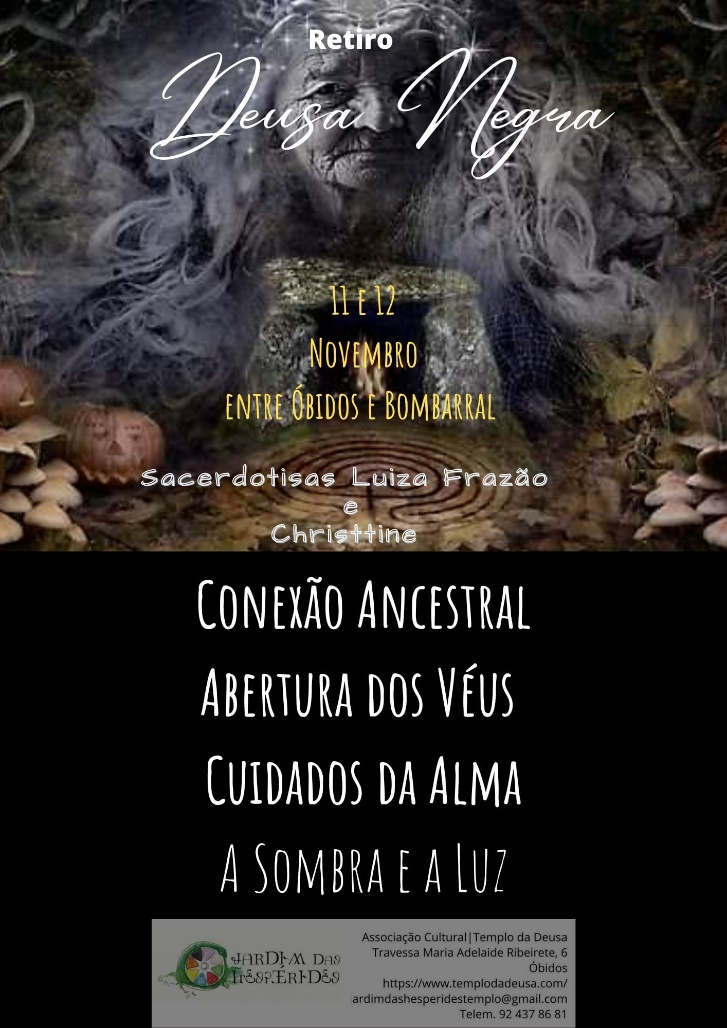 Retiro
Deusa Negra
11 e 12
Novembro
entre Óbidos e Bombarral
Sacerdotisas Luiza Frazão
e
Christtine
Conexão Ancestral
Abertura dos Véus
Cuidados da Alma
A Sombra e a Luz
JARDIM DAS
HESPÉRIDES
Associação Cultural|Templo da Deusa
Travessa Maria Adelaide Ribeirete, 6
Óbidos
https://www.templodadeusa.com/
ardimdashesperidestemplo@gmail.com
Telem. 92 437 86 81